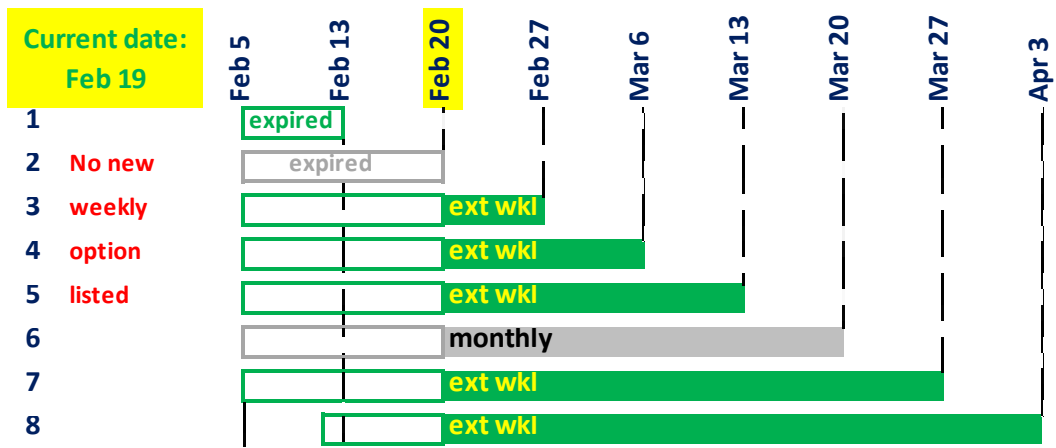 Current date:
Feb 19
Feb 5
Feb 13
Feb 20
Feb 27
Mar 6
Mar 13
Mar 20
Mar 27
Apr 3
1 expired
2 No new expired
3 weekly ext wkl
4 option ext wkl
5 listed ext wkl
6 monthly
7 ext wkl
8 ext wkl